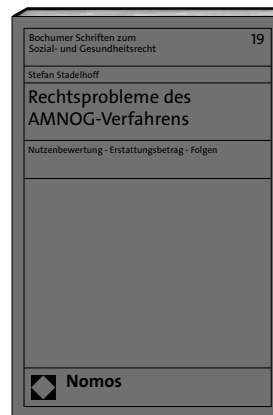 Bochumer Schriften zum
Sozial- und Gesundheitsrecht
19
Stefan Stadelhoff
Rechtsprobleme des
AMNOG-Verfahrens
Nutzenbewertung - Erstattungsbetrag - Folgen
Nomos